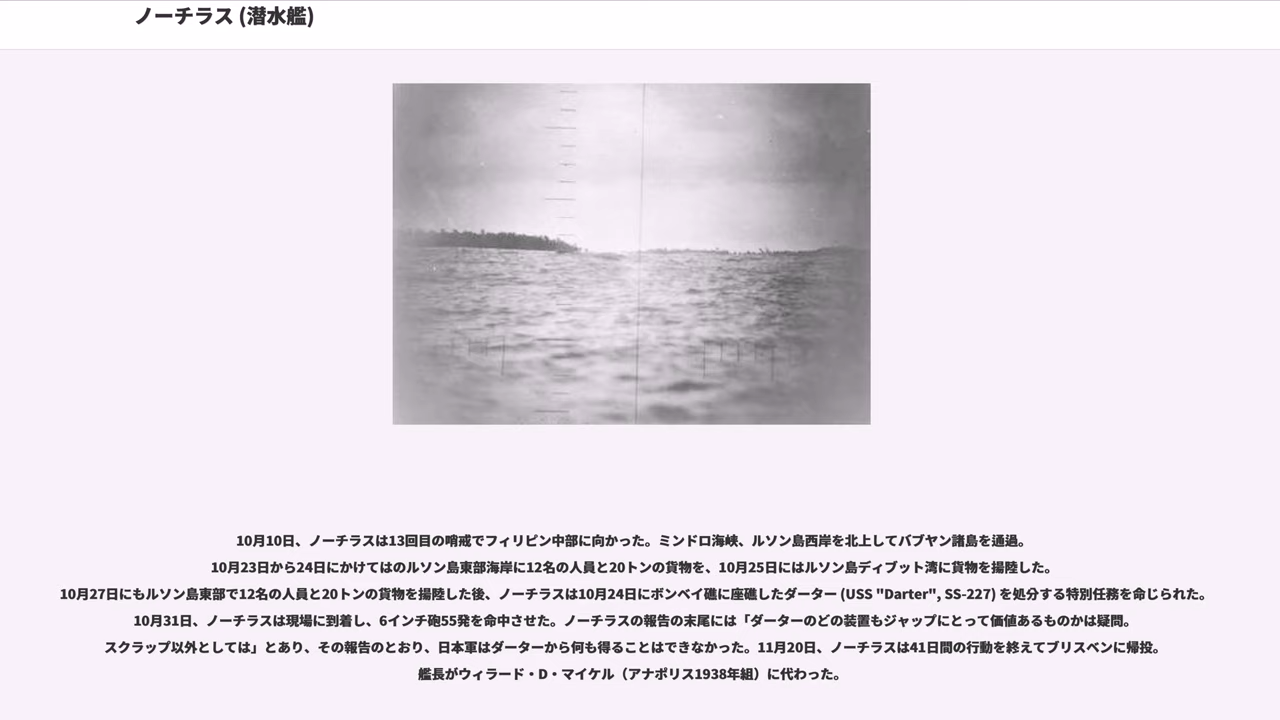 ノーチラス (潜水艦)
10月10日、ノーチラスは13回目の哨戒でフィリピン中部に向かった。ミンドロ海峡、ルソン島西岸を北上してバブヤン諸島を通過。
10月23日から24日にかけてはのルソン島東部海岸に12名の人員と20トンの貨物を、10月25日にはルソン島ディブット湾に貨物を揚陸した。
10月27日にもルソン島東部で12名の人員と20トンの貨物を揚陸した後、ノーチラスは10月24日にボンベイ礁に座礁したダーター (USS "Darter", SS-227) を処分する特別任務を命じられた。
10月31日、ノーチラスは現場に到着し、6インチ砲55発を命中させた。ノーチラスの報告の末尾には「ダーターのどの装置もジャップにとって価値あるものかは疑問。
スクラップ以外としては」とあり、その報告のとおり、日本軍はダーターから何も得ることはできなかった。11月20日、ノーチラスは41日間の行動を終えてブリスベンに帰投。
艦長がウィラード・D・マイケル（アナポリス1938年組）に代わった。